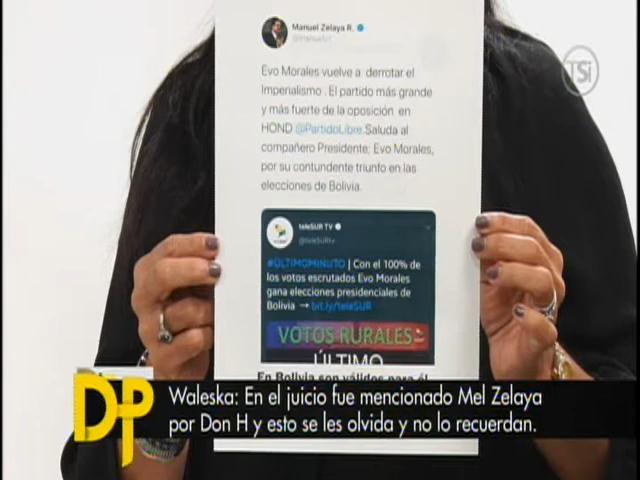 Manuel Zelaya R.
TSi
Evo Morales vuelve a derrotar el
Imperialismo . El partido más grande
y más fuerte de la oposición en
HOND @PartidoLibre.Saluda al
compañero Presidente: Evo Morales,
por su contundente triunfo en las
elecciones de Bolivia.
teleSUR TV
@teleSURtv
#ÚLTIMOMINUTO | Con el 100% de
los votos escrutados Evo Morales
gana elecciones presidenciales de
Bolivia → bit.ly/teleSUR
VOTOS RURALES
ÚLTIMO
En Bolivia son válidos para él
DP
Waleska: En el juicio fue mencionado Mel Zelaya
por Don H y esto se les olvida y no lo recuerdan.